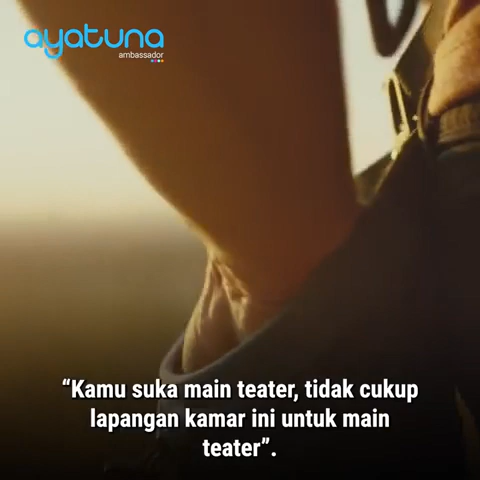 ayatuna
ambassador
“Kamu suka main teater, tidak cukup
lapangan kamar ini untuk main
teater”.